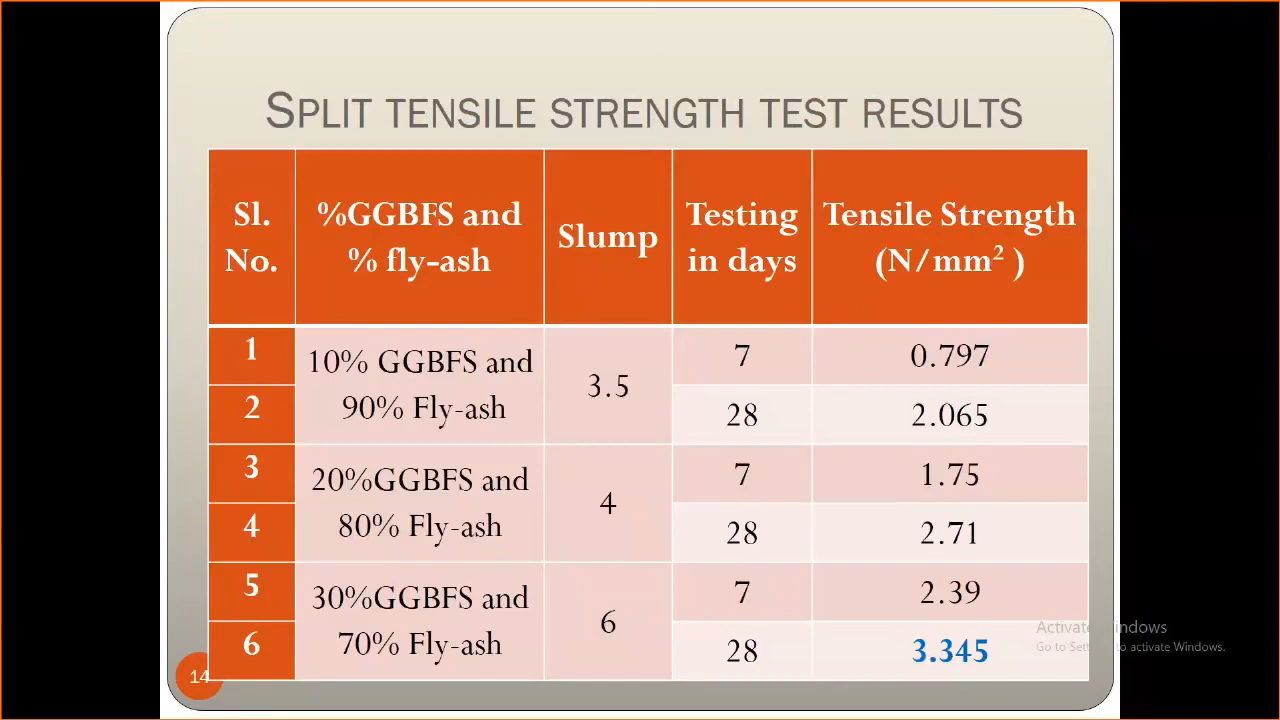 SPLIT TENSILE STRENGTH TEST RESULTS
Sl. No. %GGBFS and % fly-ash Slump Testing in days Tensile Strength (N/mm²)
1 10% GGBFS and 90% Fly-ash 3.5 7 0.797
2 28 2.065
3 20%GGBFS and 80% Fly-ash 4 7 1.75
4 28 2.71
5 30%GGBFS and 70% Fly-ash 6 7 2.39
6 28 3.345
14
Activate Windows
Go to to activate Windows.